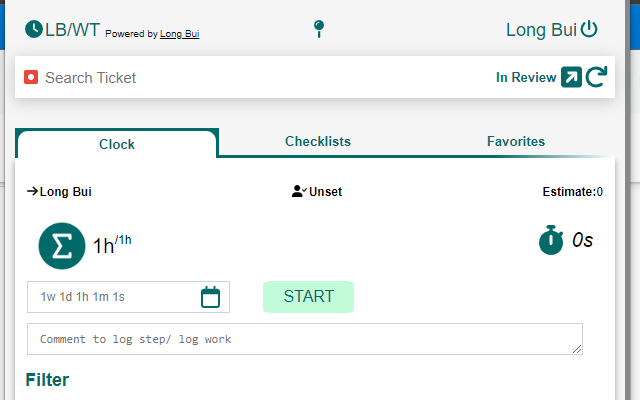 LB/WT Powered by Long Bui
Long Bui
Search Ticket
In Review
Clock
Checklists
Favorites
Long Bui
Unset
Estimate:0
1h/1h
0s
1w 1d 1h 1m 1s
START
Comment to log step/ log work
Filter